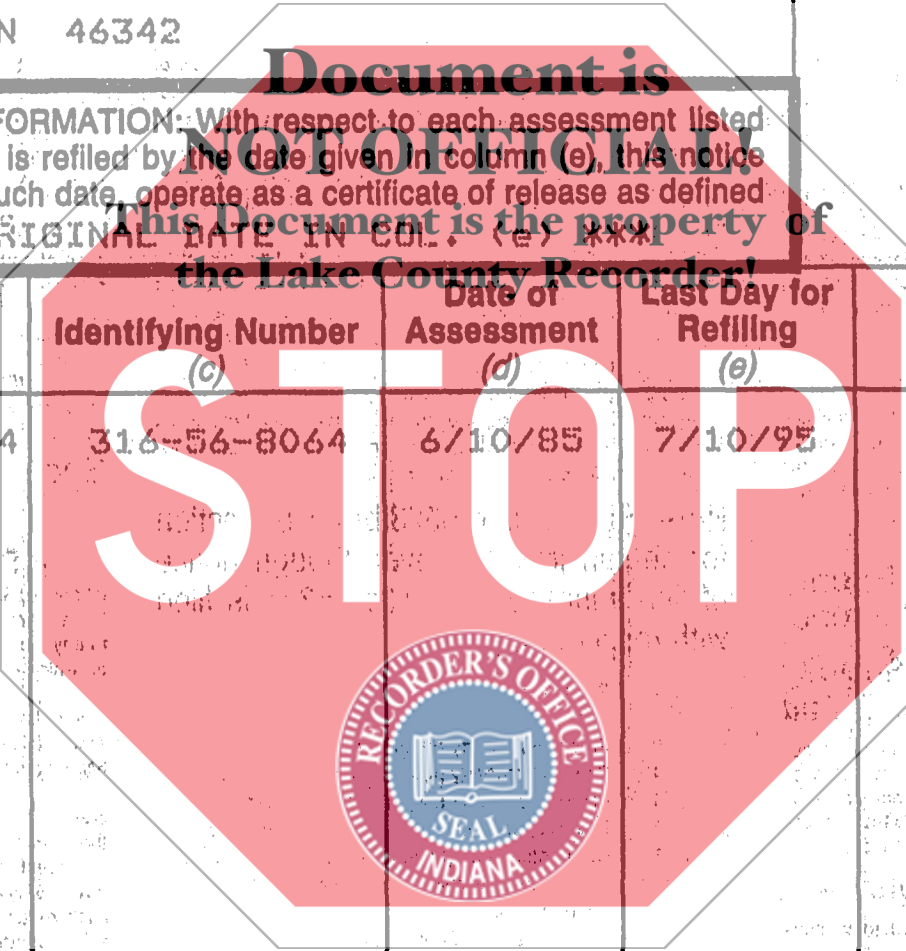 N 46342
Document is
FORMATION: With respect to each assessment listed
NOT OFFICIAL!
is refiled by the date given in column (e), this notice
uch date, operate as a certificate of release as defined
This Document is the property of
RIGINAL DATE IN COL. (e) ***
the Lake County Recorder!
Identifying Number
(c)
Date of
Assessment
(d)
Last Day for
Refiling
(e)
4 316-56-8064 6/10/85 7/10/95
STOP
RECORDER'S OFFICE
SEAL
INDIANA